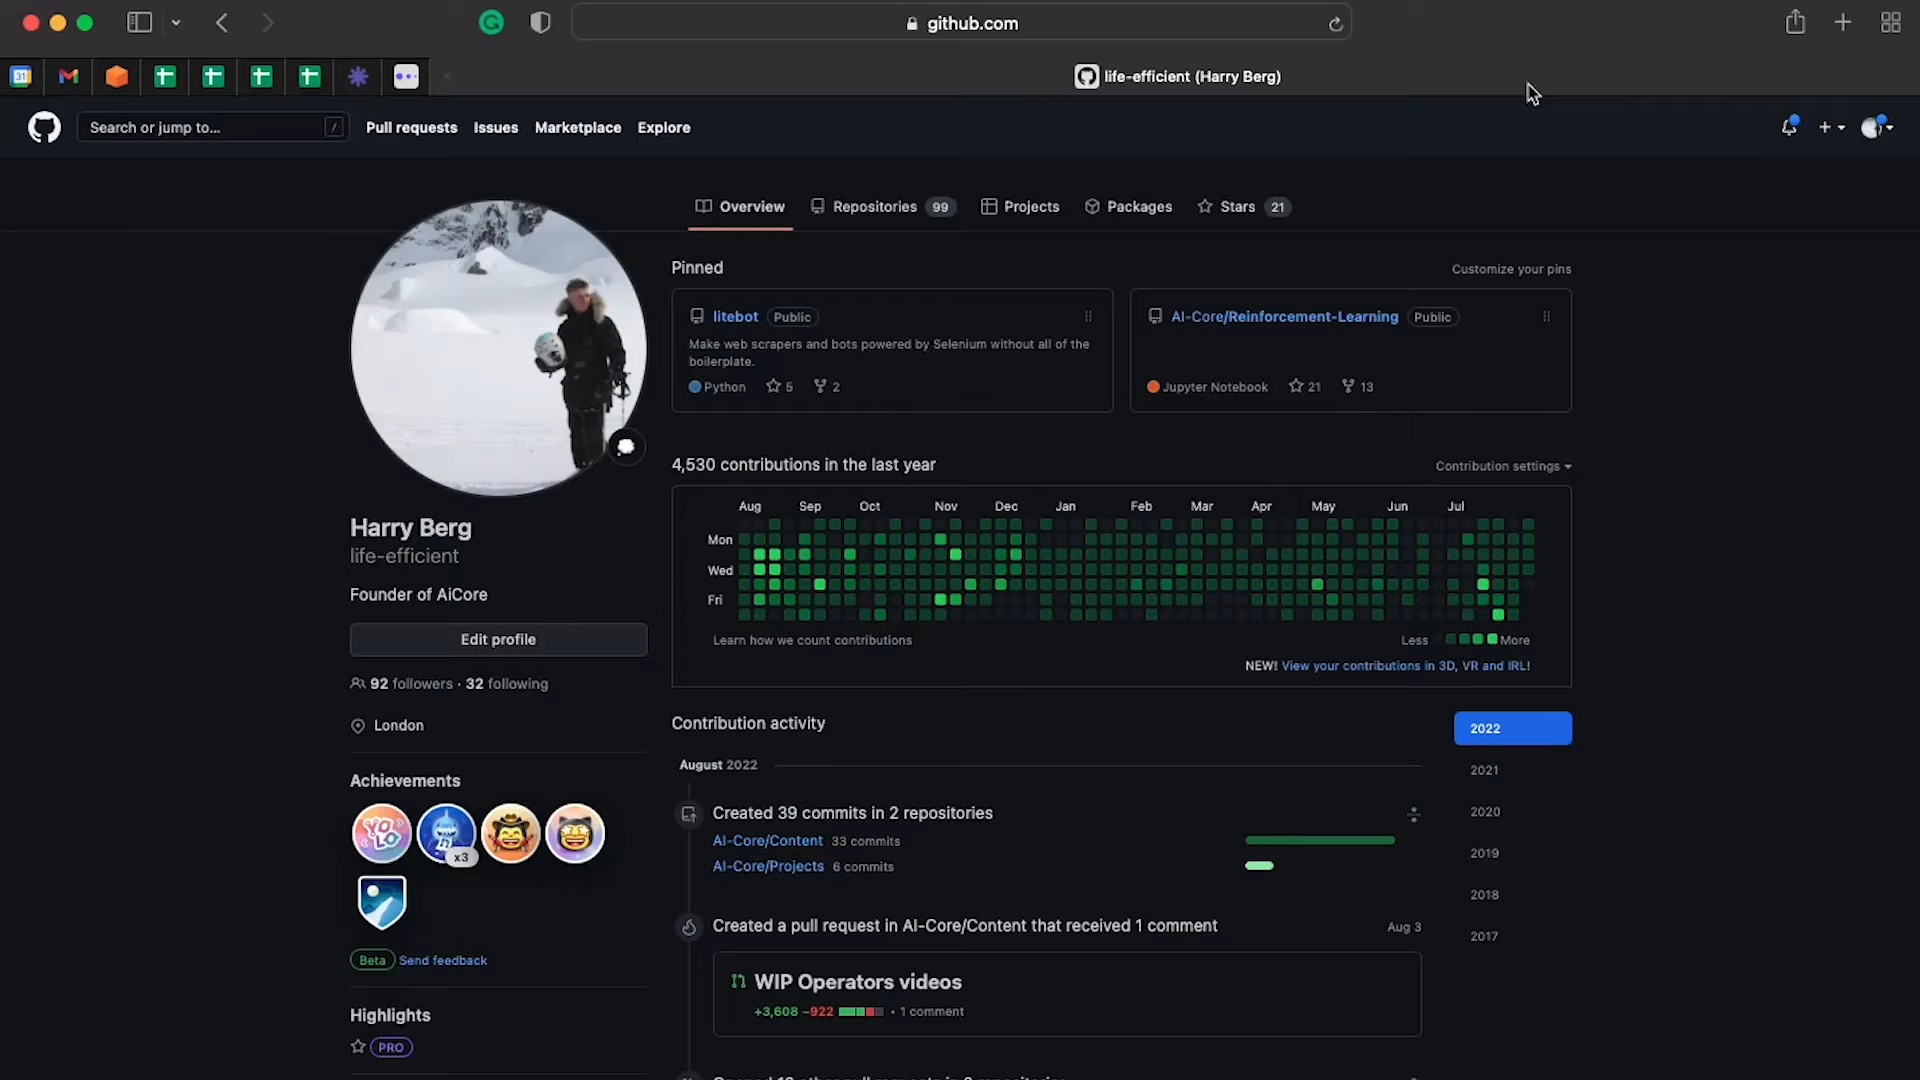 github.com
31
life-efficient (Harry Berg)
Search or jump to...
/
Pull requests
Issues
Marketplace
Explore
Overview
Repositories 99
Projects
Packages
Stars 21
Pinned
Customize your pins
litebot Public
Make web scrapers and bots powered by Selenium without all of the
boilerplate.
Python 5 2
AI-Core/Reinforcement-Learning Public
Jupyter Notebook 21 13
4,530 contributions in the last year
Contribution settings
Aug Sep Oct Nov Dec Jan Feb Mar Apr May Jun Jul
Mon
Wed
Fri
Learn how we count contributions
Less More
NEW! View your contributions in 3D, VR and IRL!
Harry Berg
life-efficient
Founder of AiCore
Edit profile
92 followers · 32 following
London
Achievements
YOLO
x3
Beta Send feedback
Highlights
PRO
Contribution activity
August 2022
Created 39 commits in 2 repositories
AI-Core/Content 33 commits
AI-Core/Projects 6 commits
Created a pull request in AI-Core/Content that received 1 comment
Aug 3
WIP Operators videos
+3,608 −922 • 1 comment
2022
2021
2020
2019
2018
2017